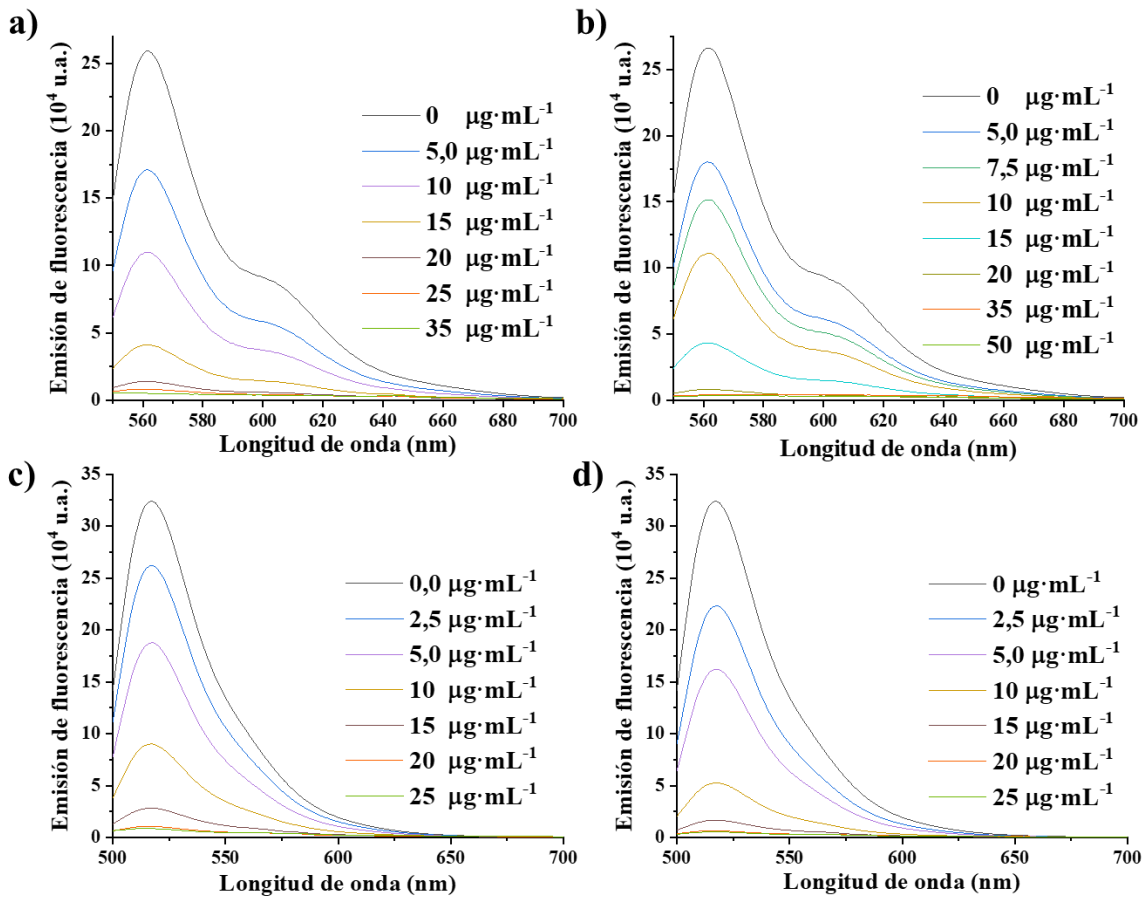 a)
Emisión de fluorescencia (10⁴ u.a.)
25
20
15
10
5
0
560 580 600 620 640 660 680 700
Longitud de onda (nm)
0 μg·mL⁻¹
5,0 μg·mL⁻¹
10 μg·mL⁻¹
15 μg·mL⁻¹
20 μg·mL⁻¹
25 μg·mL⁻¹
35 μg·mL⁻¹
b)
Emisión de fluorescencia (10⁴ u.a.)
25
20
15
10
5
0
560 580 600 620 640 660 680 700
Longitud de onda (nm)
0 μg·mL⁻¹
5,0 μg·mL⁻¹
7,5 μg·mL⁻¹
10 μg·mL⁻¹
15 μg·mL⁻¹
20 μg·mL⁻¹
35 μg·mL⁻¹
50 μg·mL⁻¹
c)
Emisión de fluorescencia (10⁴ u.a.)
35
30
25
20
15
10
5
0
500 550 600 650 700
Longitud de onda (nm)
0,0 μg·mL⁻¹
2,5 μg·mL⁻¹
5,0 μg·mL⁻¹
10 μg·mL⁻¹
15 μg·mL⁻¹
20 μg·mL⁻¹
25 μg·mL⁻¹
d)
Emisión de fluorescencia (10⁴ u.a.)
35
30
25
20
15
10
5
0
500 550 600 650 700
Longitud de onda (nm)
0 μg·mL⁻¹
2,5 μg·mL⁻¹
5,0 μg·mL⁻¹
10 μg·mL⁻¹
15 μg·mL⁻¹
20 μg·mL⁻¹
25 μg·mL⁻¹